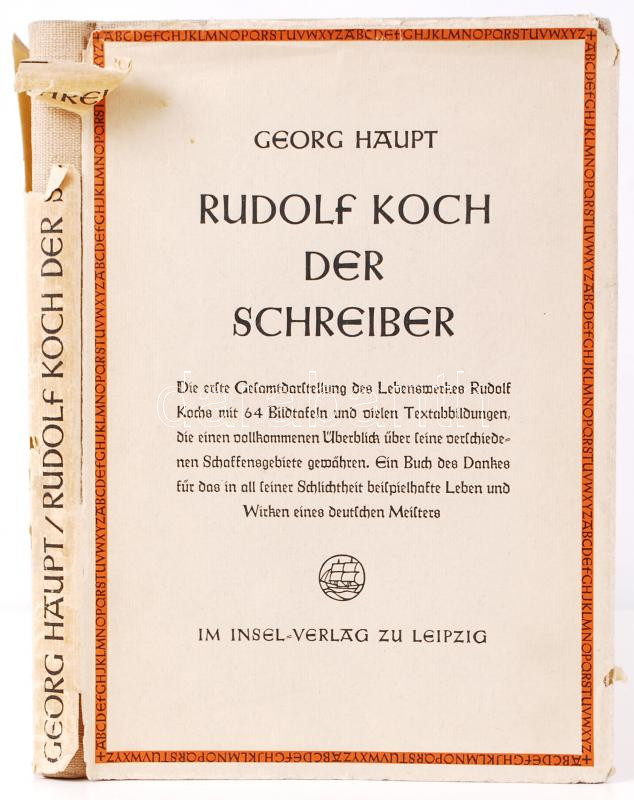 GEORG HAUPT
RUDOLF KOCH
DER
SCHREIBER
Die erſte Geſamtdarſtellung des Lebenswerkes Rudolf
Kochs mit 64 Bildtafeln und vielen Textabbildungen,
die einen vollkommenen Überblick über ſeine verſchiede-
nen Schaffensgebiete gewähren. Ein Buch des Dankes
für das in all ſeiner Schlichtheit beiſpielhafte Leben und
Wirken eines deutſchen Meiſters
IM INSEL-VERLAG ZU LEIPZIG
GEORG HAUPT/RUDOLF KOCH DER S
+ABCDEFGHJKLMNOPQRSTUVWXYZABCDEFGHJKLMNOPQRSTUVWXYZABCDEFGHJKLMNOPQRSTUVWXYZ+
darabanth